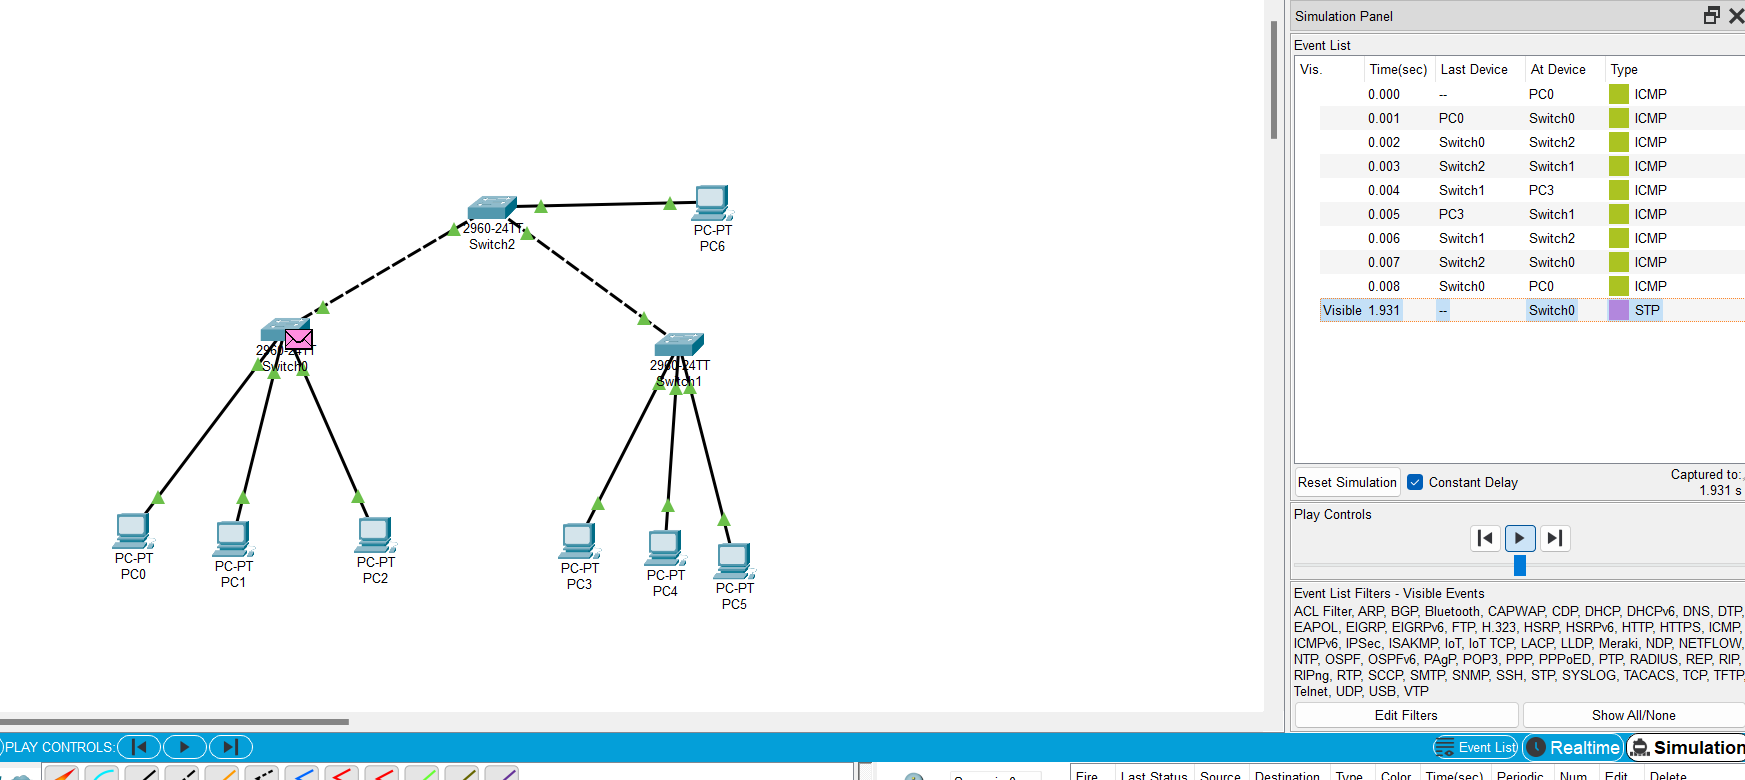 Simulation Panel
Event List
Vis. Time(sec) Last Device At Device Type
0.000 -- PC0 ICMP
0.001 PC0 Switch0 ICMP
0.002 Switch0 Switch2 ICMP
0.003 Switch2 Switch1 ICMP
0.004 Switch1 PC3 ICMP
0.005 PC3 Switch1 ICMP
0.006 Switch1 Switch2 ICMP
0.007 Switch2 Switch0 ICMP
0.008 Switch0 PC0 ICMP
Visible 1.931 -- Switch0 STP
2960-24TT
Switch2
PC-PT
PC6
2960-24TT
Switch0
2960-24TT
Switch1
PC-PT
PC0
PC-PT
PC1
PC-PT
PC2
PC-PT
PC3
PC-PT
PC4
PC-PT
PC5
Reset Simulation Constant Delay Captured to:
1.931 s
Play Controls
Event List Filters - Visible Events
ACL Filter, ARP, BGP, Bluetooth, CAPWAP, CDP, DHCP, DHCPv6, DNS, DTP,
EAPOL, EIGRP, EIGRPv6, FTP, H.323, HSRP, HSRPv6, HTTP, HTTPS, ICMP,
ICMPv6, IPSec, ISAKMP, IoT, IoT TCP, LACP, LLDP, Meraki, NDP, NETFLOW,
NTP, OSPF, OSPFv6, PAgP, POP3, PPP, PPPoED, PTP, RADIUS, REP, RIP,
RIPng, RTP, SCCP, SMTP, SNMP, SSH, STP, SYSLOG, TACACS, TCP, TFTP,
Telnet, UDP, USB, VTP
Edit Filters Show All/None
PLAY CONTROLS: Event List Realtime Simulation
Fire Last Status Source Destination Type Color Time(sec) Periodic Num Edit Delete